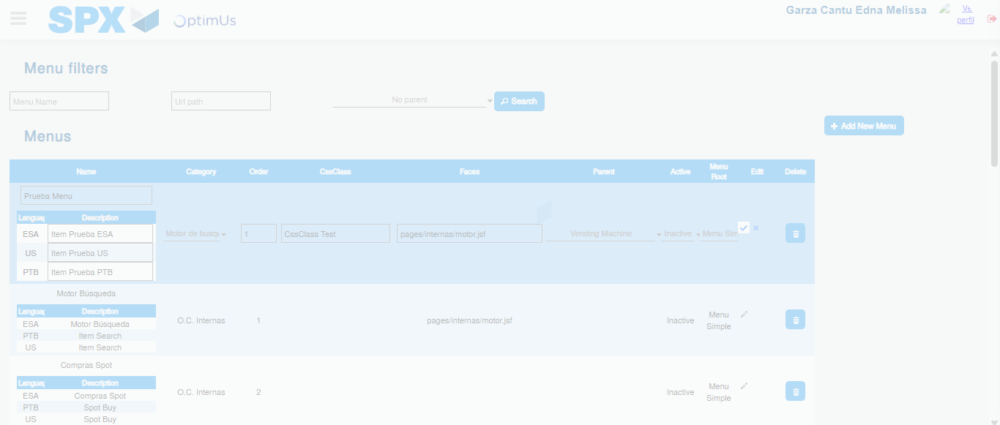 SPX OptimUs Garza Cantu Edna Melissa
perfil
Menu filters
Menu Name Url path No parent Search
Add New Menu
Menus
Name Category Order CssClass Faces Parent Active Menu Root Edit Delete
Prueba Menu
Description
ESA Item Prueba ESA Motor de 1 CssClass Test pages/internas/motor.jsf Vending Machine Inactive Menu
US Item Prueba US
PTB Item Prueba PTB
Motor Búsqueda
Description
ESA Motor Búsqueda O.C. Internas 1 pages/internas/motor.jsf Inactive Menu Simple
PTB Item Search
US Item Search
Compras Spot
Description
ESA Compras Spot O.C. Internas 2 Inactive Menu Simple
PTB Spot Buy
US Spot Buy